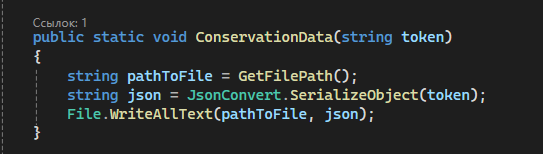 Ссылок: 1
public static void ConservationData(string token)
{
string pathToFile = GetFilePath();
string json = JsonConvert.SerializeObject(token);
File.WriteAllText(pathToFile, json);
}